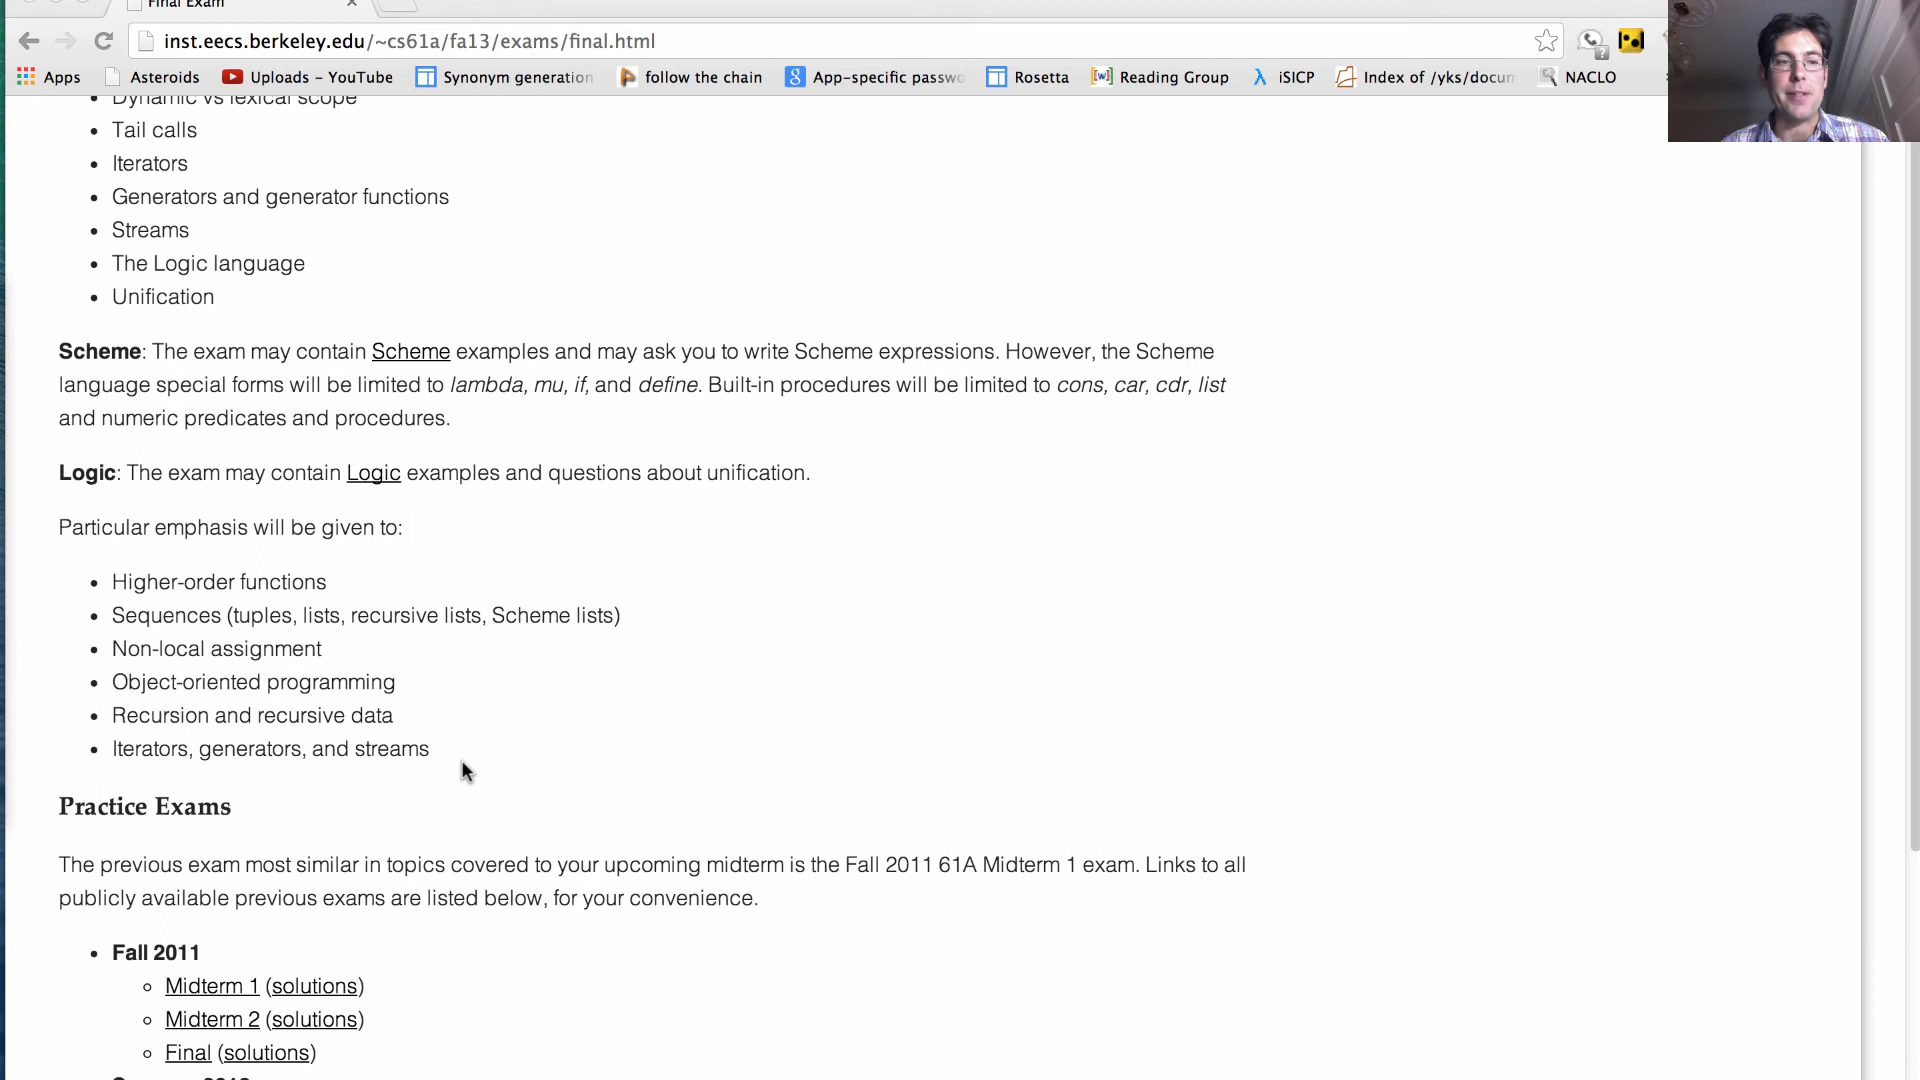 Final Exam
inst.eecs.berkeley.edu/~cs61a/fa13/exams/final.html
Apps Asteroids Uploads – YouTube Synonym generation follow the chain App-specific passwo Rosetta [w] Reading Group λ iSICP Index of /yks/docum NACLO
Dynamic vs lexical scope
• Tail calls
• Iterators
• Generators and generator functions
• Streams
• The Logic language
• Unification
Scheme: The exam may contain Scheme examples and may ask you to write Scheme expressions. However, the Scheme
language special forms will be limited to lambda, mu, if, and define. Built-in procedures will be limited to cons, car, cdr, list
and numeric predicates and procedures.
Logic: The exam may contain Logic examples and questions about unification.
Particular emphasis will be given to:
• Higher-order functions
• Sequences (tuples, lists, recursive lists, Scheme lists)
• Non-local assignment
• Object-oriented programming
• Recursion and recursive data
• Iterators, generators, and streams
Practice Exams
The previous exam most similar in topics covered to your upcoming midterm is the Fall 2011 61A Midterm 1 exam. Links to all
publicly available previous exams are listed below, for your convenience.
• Fall 2011
○ Midterm 1 (solutions)
○ Midterm 2 (solutions)
○ Final (solutions)